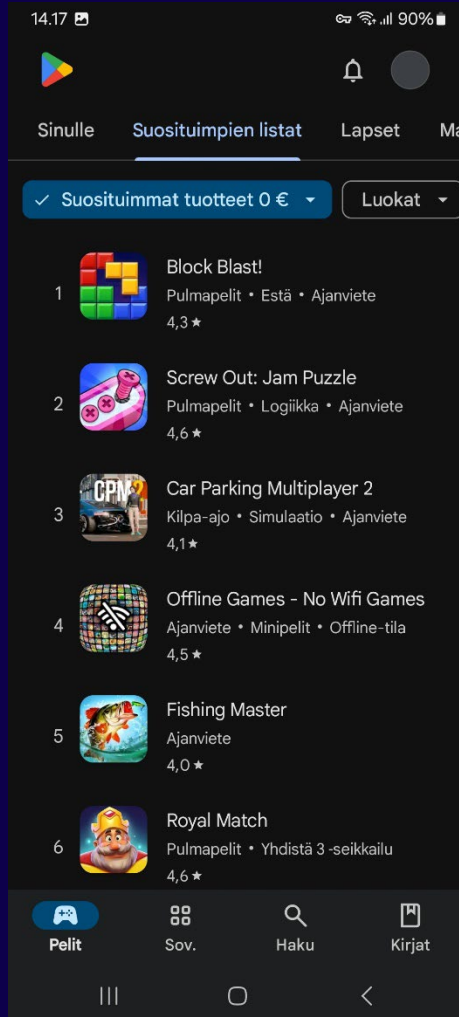 14.17 90%
Sinulle Suosituimpien listat Lapset Ma
Suosituimmat tuotteet 0 € Luokat
1
Block Blast!
Pulmapelit • Estä • Ajanviete
4,3 ★
2
Screw Out: Jam Puzzle
Pulmapelit • Logiikka • Ajanviete
4,6 ★
3
CPM2
Car Parking Multiplayer 2
Kilpa-ajo • Simulaatio • Ajanviete
4,1 ★
4
Offline Games - No Wifi Games
Ajanviete • Minipelit • Offline-tila
4,5 ★
5
Fishing Master
Ajanviete
4,0 ★
6
Royal Match
Pulmapelit • Yhdistä 3 -seikkailu
4,6 ★
Pelit Sov. Haku Kirjat